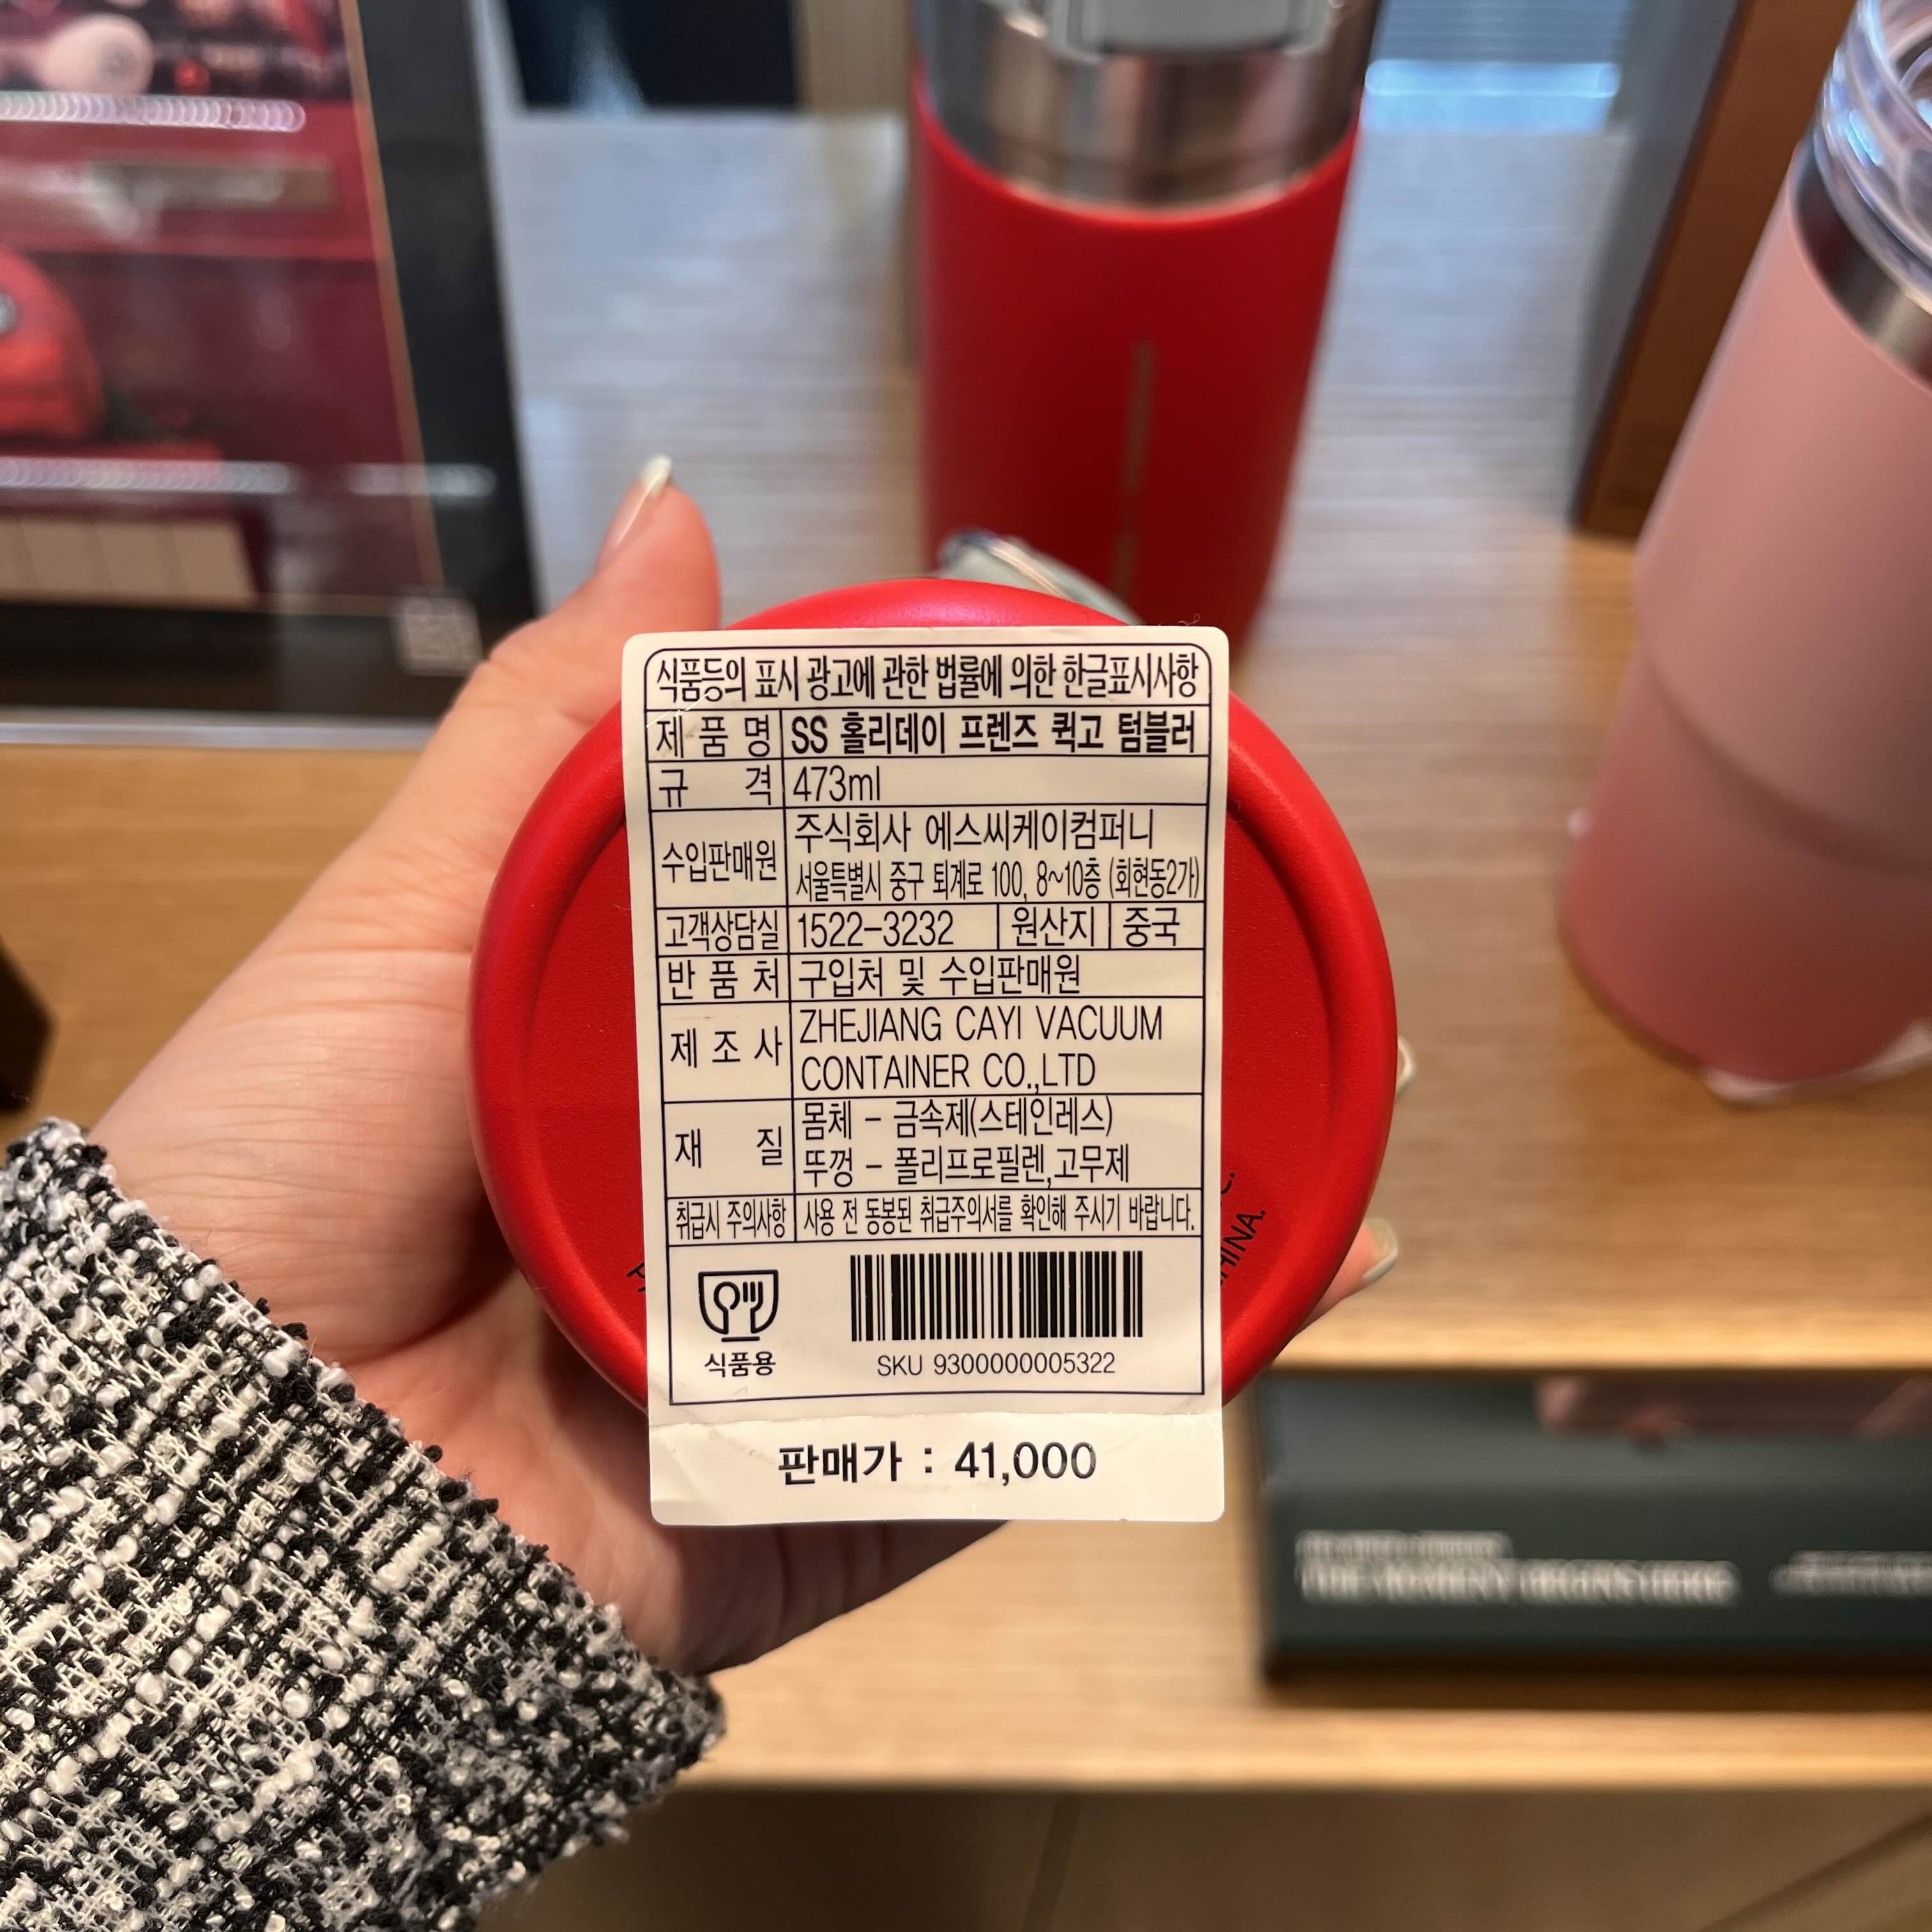 식품등의 표시 광고에 관한 법률에 의한 한글표시사항
제 품 명 SS 홀리데이 프렌즈 퀵고 텀블러
규 격 473ml
수입판매원 주식회사 에스씨케이컴퍼니
서울특별시 중구 퇴계로 100, 8~10층 (회현동2가)
고객상담실 1522-3232 원산지 중국
반 품 처 구입처 및 수입판매원
제 조 사 ZHEJIANG CAYI VACUUM
CONTAINER CO.,LTD
재 질 몸체 - 금속제(스테인레스)
뚜껑 - 폴리프로필렌,고무제
취급시 주의사항 사용 전 동봉된 취급주의서를 확인해 주시기 바랍니다.
식품용
SKU 9300000005322
판매가 : 41,000